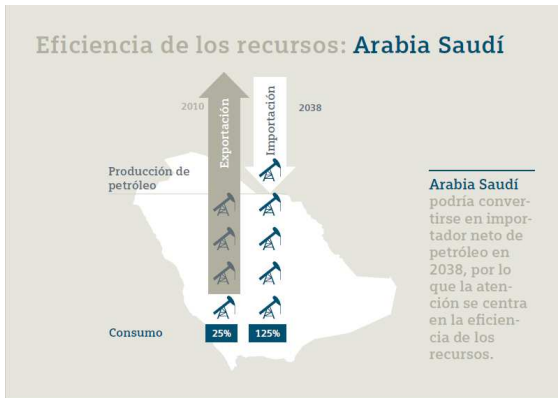 Eficiencia de los recursos: Arabia Saudí
2010
Exportación
Importación
2038
Producción de
petróleo
Consumo
25%
125%
Arabia Saudí
podría conver-
tirse en impor-
tador neto de
petróleo en
2038, por lo
que la aten-
ción se centra
en la eficien-
cia de los
recursos.